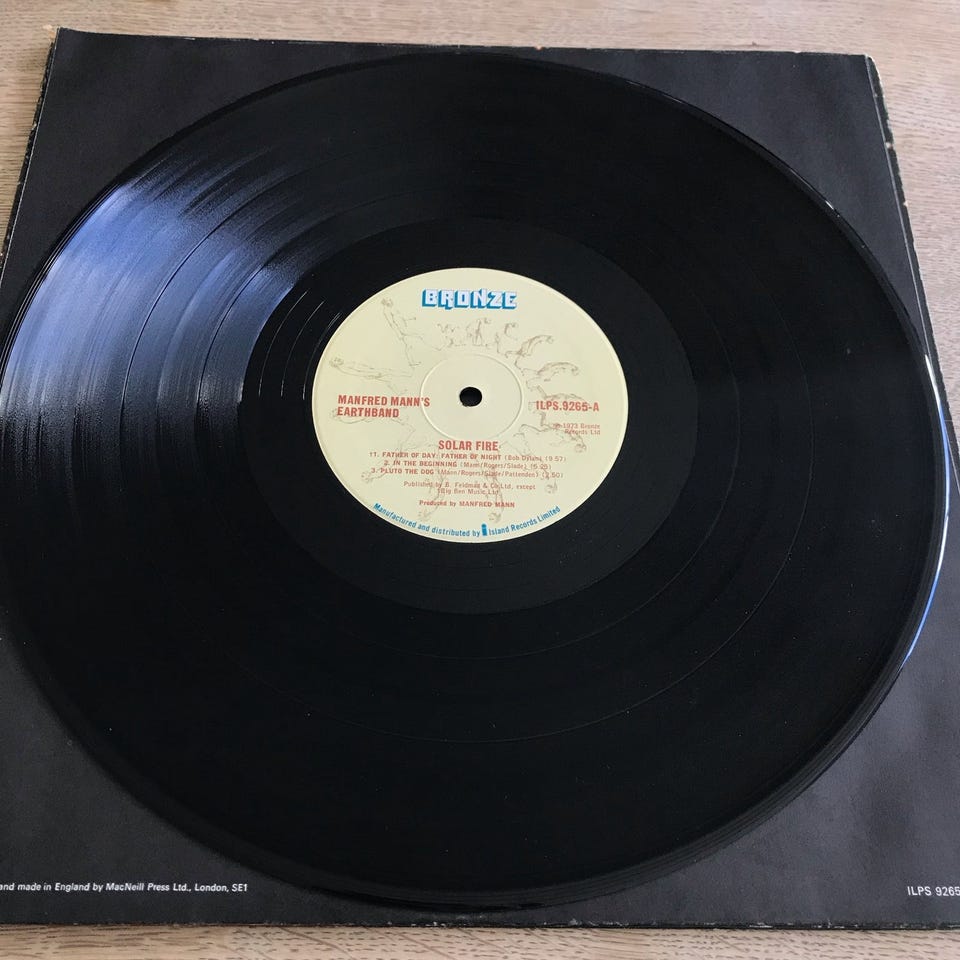 BRONZE
MANFRED MANN'S
EARTHBAND
ILPS.9265-A
℗ 1973 Bronze
Records Ltd
SOLAR FIRE
†1. FATHER OF DAY: FATHER OF NIGHT (Bob Dylan) (9.57)
2. IN THE BEGINNING (Mann/Rogers/Slade) (5.25)
3. PLUTO THE DOG (Mann/Rogers/Slade/Pattenden) (2.50)
Published by B. Feldman & Co Ltd, except
†Big Ben Music Ltd
Produced by MANFRED MANN
Manufactured and distributed by Island Records Limited
and made in England by MacNeill Press Ltd., London, SE1
ILPS 9265